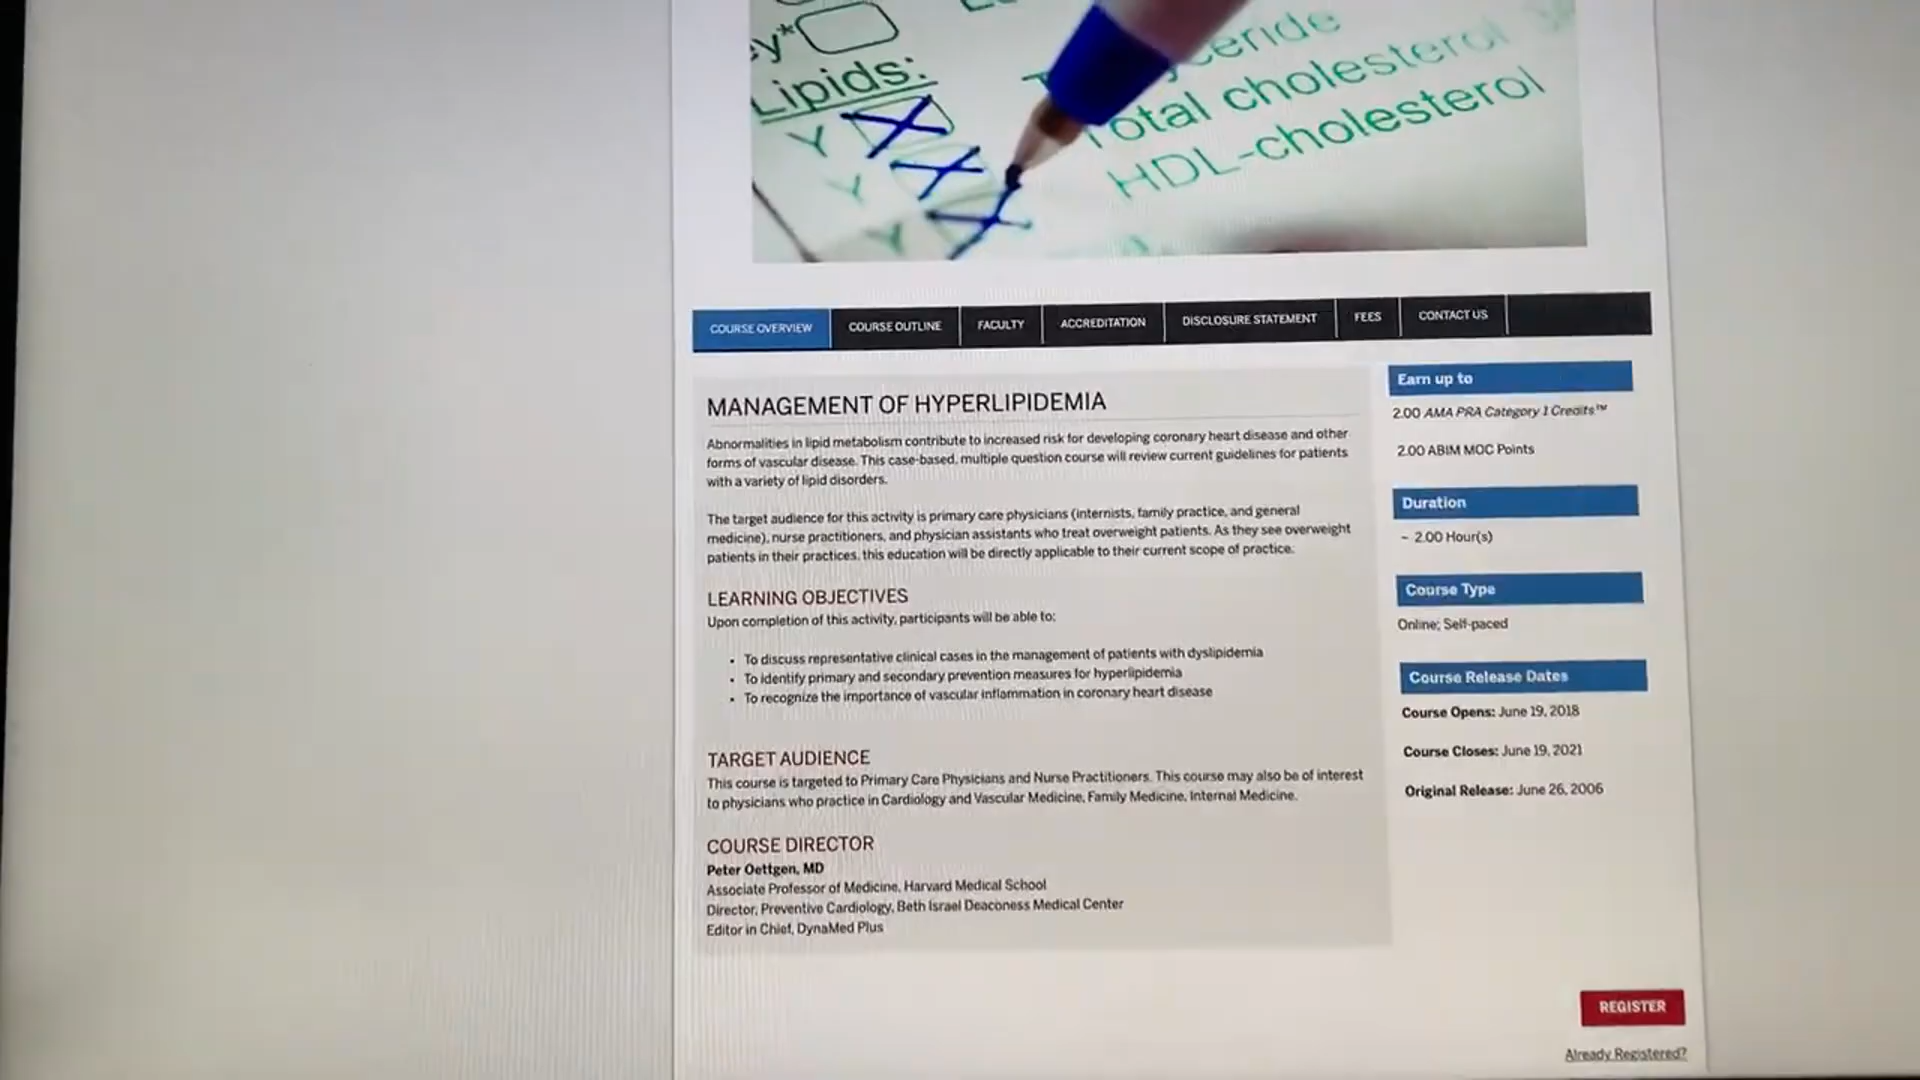 Lipids:
Y
Y
Y
Total cholesterol
HDL-cholesterol
COURSE OVERVIEW
COURSE OUTLINE
FACULTY
ACCREDITATION
DISCLOSURE STATEMENT
FEES
CONTACT US
MANAGEMENT OF HYPERLIPIDEMIA
Abnormalities in lipid metabolism contribute to increased risk for developing coronary heart disease and other
forms of vascular disease. This case-based, multiple question course will review current guidelines for patients
with a variety of lipid disorders.
The target audience for this activity is primary care physicians (internists, family practice, and general
medicine), nurse practitioners, and physician assistants who treat overweight patients. As they see overweight
patients in their practices, this education will be directly applicable to their current scope of practice.
LEARNING OBJECTIVES
Upon completion of this activity, participants will be able to:
• To discuss representative clinical cases in the management of patients with dyslipidemia
• To identify primary and secondary prevention measures for hyperlipidemia
• To recognize the importance of vascular inflammation in coronary heart disease
TARGET AUDIENCE
This course is targeted to Primary Care Physicians and Nurse Practitioners. This course may also be of interest
to physicians who practice in Cardiology and Vascular Medicine, Family Medicine, Internal Medicine.
COURSE DIRECTOR
Peter Oettgen, MD
Associate Professor of Medicine, Harvard Medical School
Director, Preventive Cardiology, Beth Israel Deaconess Medical Center
Editor in Chief, DynaMed Plus
Earn up to
2.00 AMA PRA Category 1 Credits™
2.00 ABIM MOC Points
Duration
~ 2.00 Hour(s)
Course Type
Online; Self-paced
Course Release Dates
Course Opens: June 19, 2018
Course Closes: June 19, 2021
Original Release: June 26, 2006
REGISTER
Already Registered?